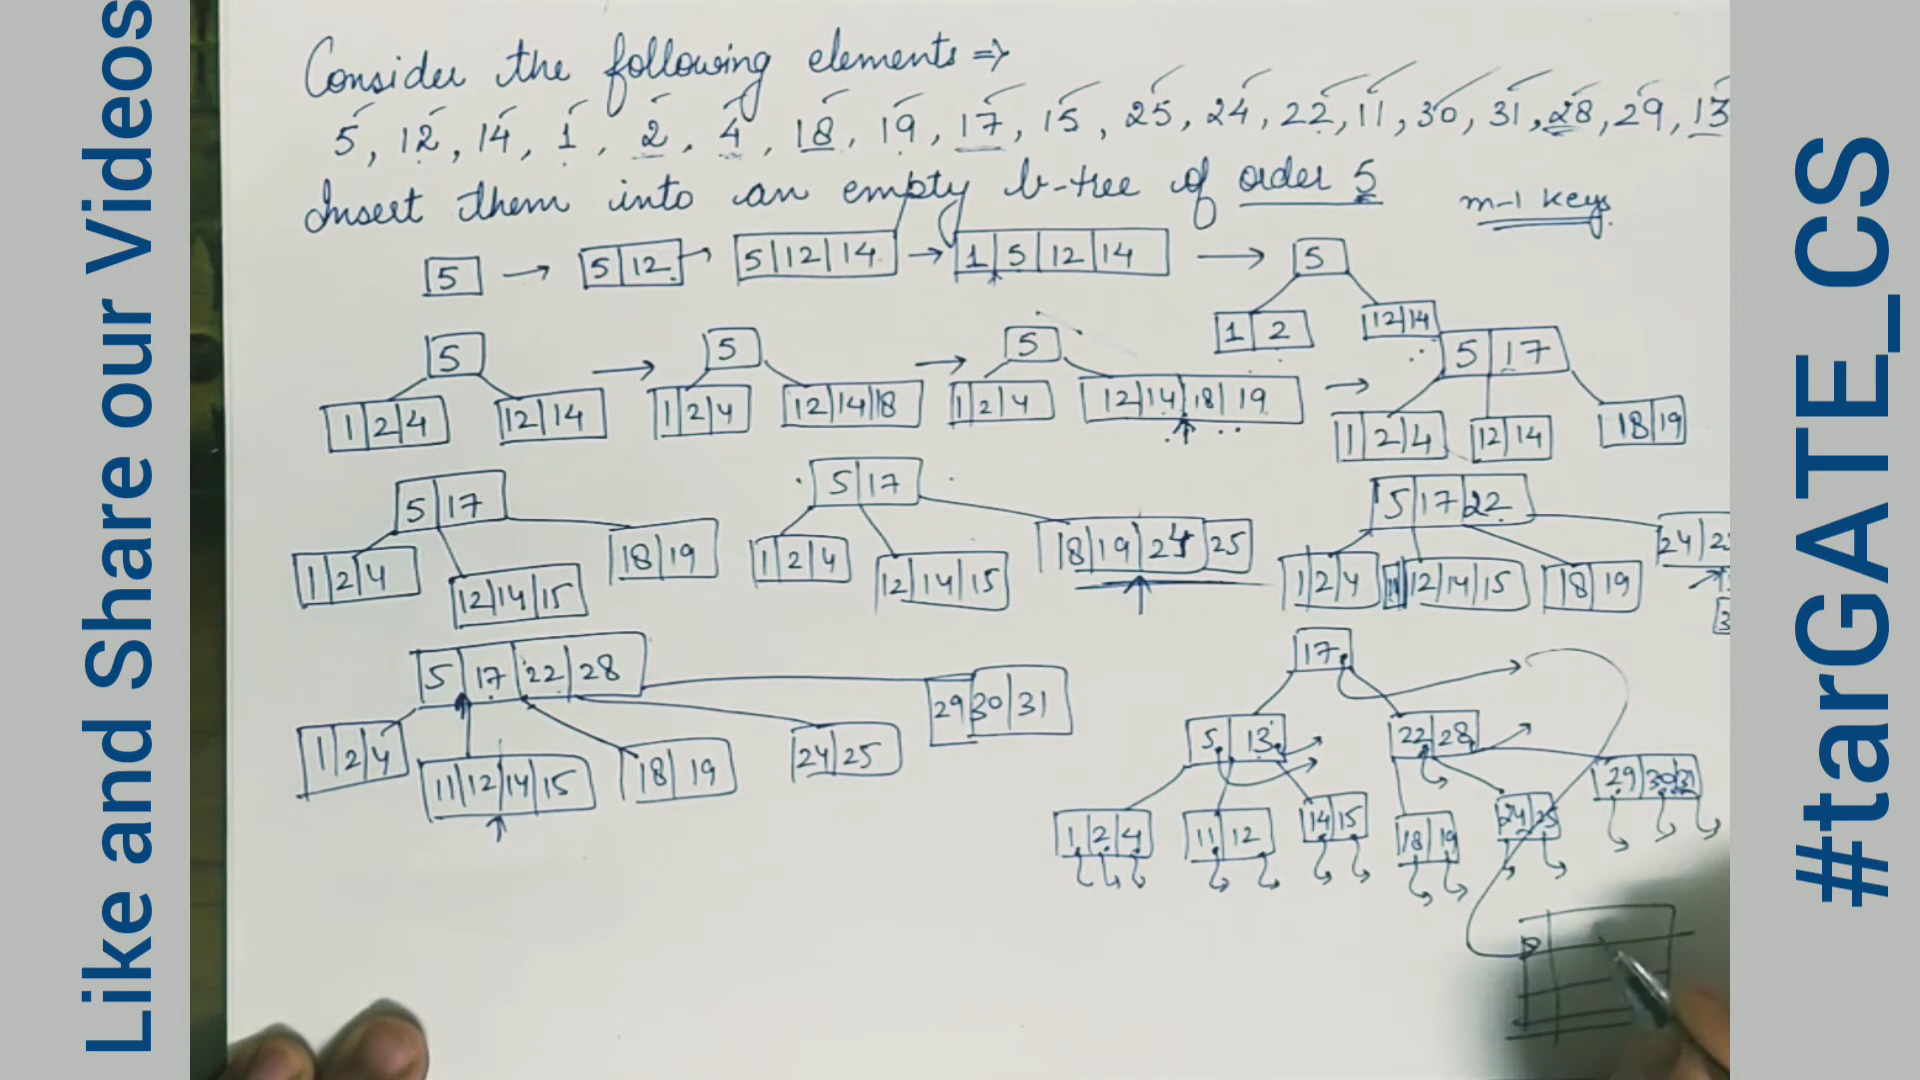 Like and Share our Videos
Consider the following elements ⇒
5, 12, 14, 1, 2, 4, 18, 19, 17, 15, 25, 24, 22, 11, 30, 31, 28, 29, 13
Insert them into an empty b-tree of order 5
m-1 keys
5 → 5 12 → 5 12 14 → 1 5 12 14 → 5
1 2 12 14
5 → 5 → 5 → 5 17
1 2 4 12 14 1 2 4 12 14 18 1 2 4 12 14 18 19 1 2 4 12 14 18 19
5 17 5 17 5 17 22
1 2 4 12 14 15 18 19 1 2 4 12 14 15 18 19 24 25 1 2 4 11 12 14 15 18 19 24
5 17 22 28 17
29 30 31 5 13 22 28
1 2 4 11 12 14 15 18 19 24 25 1 2 4 11 12 14 15 18 19 24 25 29 30 31
#tarGATE_CS